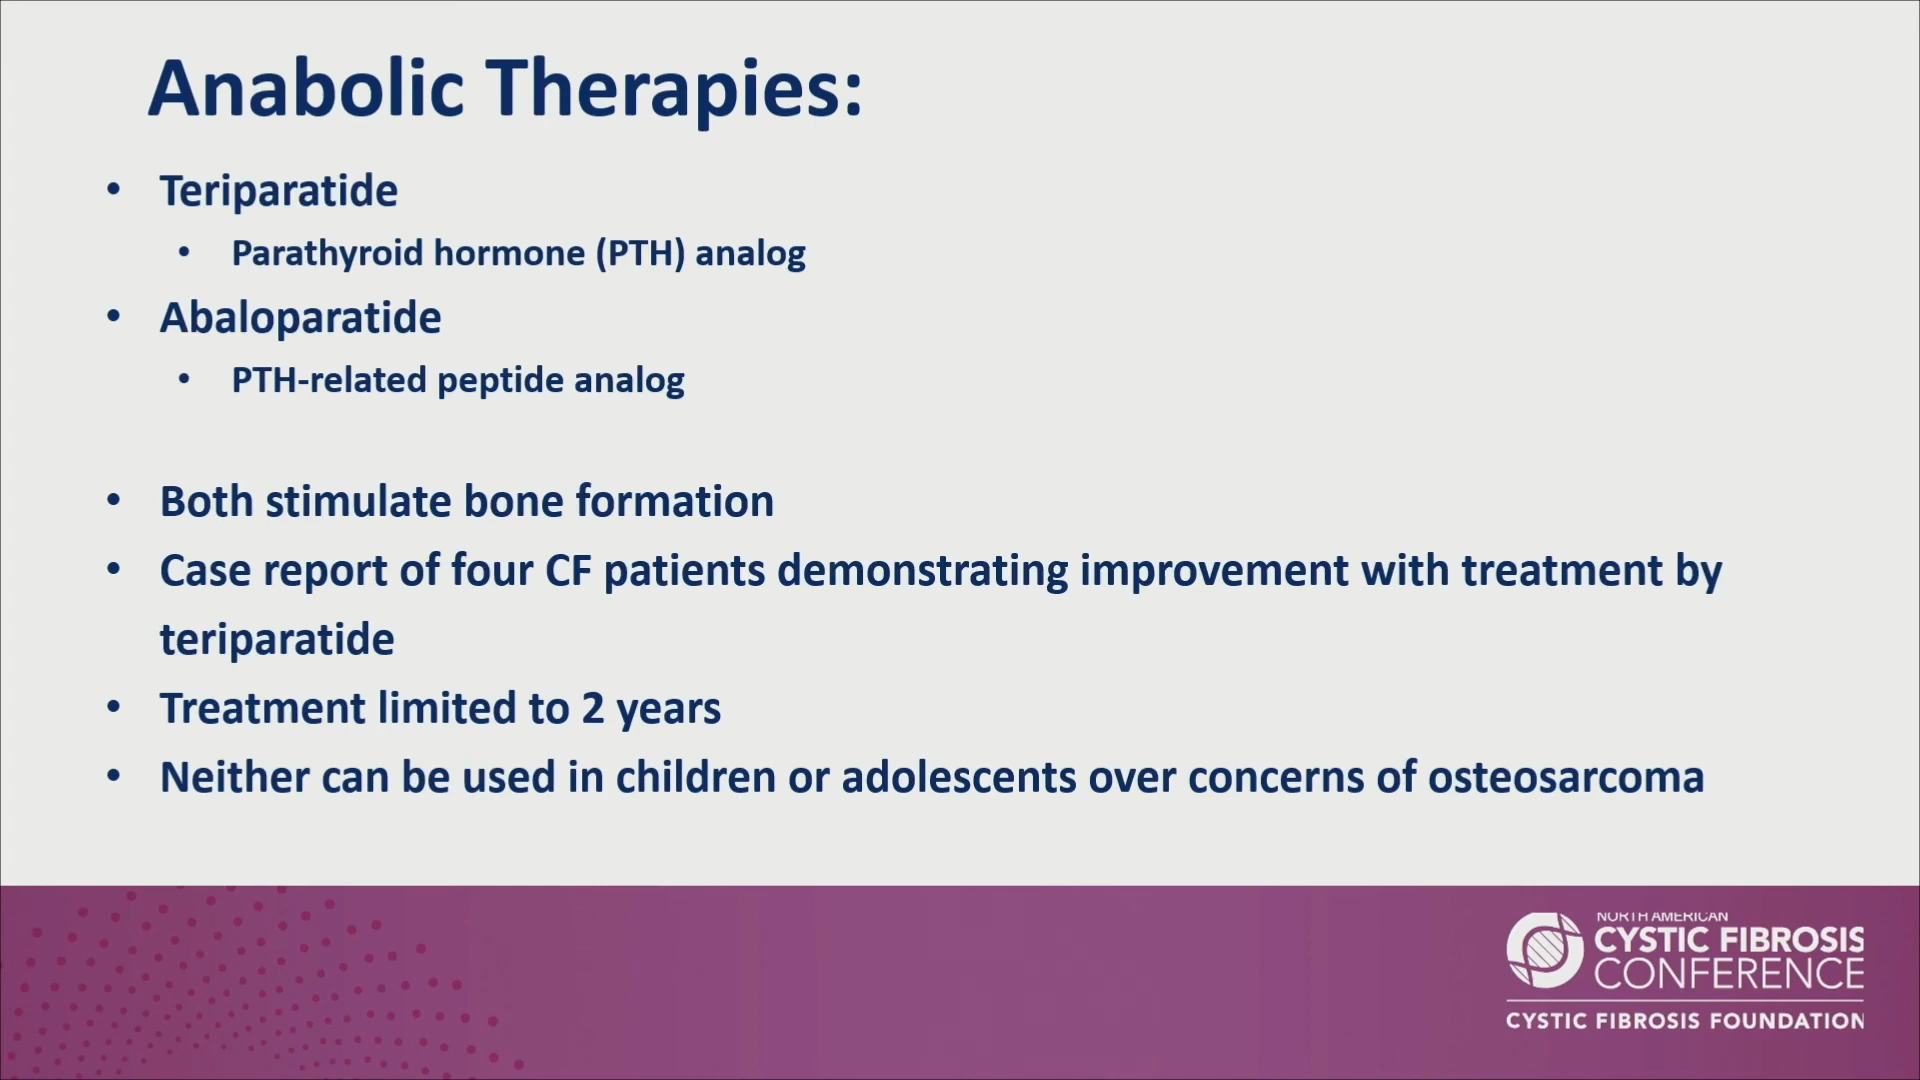 Anabolic Therapies:
• Teriparatide
• Parathyroid hormone (PTH) analog
• Abaloparatide
• PTH-related peptide analog
• Both stimulate bone formation
• Case report of four CF patients demonstrating improvement with treatment by
teriparatide
• Treatment limited to 2 years
• Neither can be used in children or adolescents over concerns of osteosarcoma
NORTH AMERICAN
CYSTIC FIBROSIS
CONFERENCE
CYSTIC FIBROSIS FOUNDATION